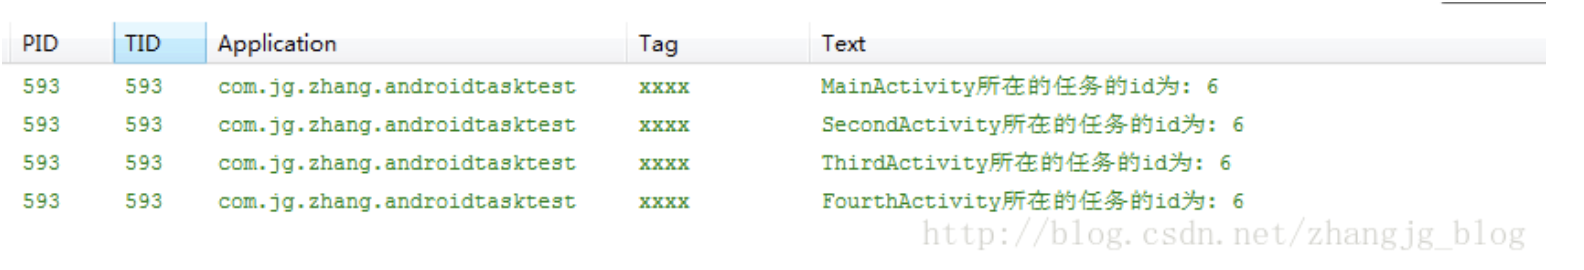 PID TID Application Tag Text
593 593 com.jg.zhang.androidtasktest xxxx MainActivity所在的任务的id为: 6
593 593 com.jg.zhang.androidtasktest xxxx SecondActivity所在的任务的id为: 6
593 593 com.jg.zhang.androidtasktest xxxx ThirdActivity所在的任务的id为: 6
593 593 com.jg.zhang.androidtasktest xxxx FourthActivity所在的任务的id为: 6
http://blog.csdn.net/zhangjg_blog